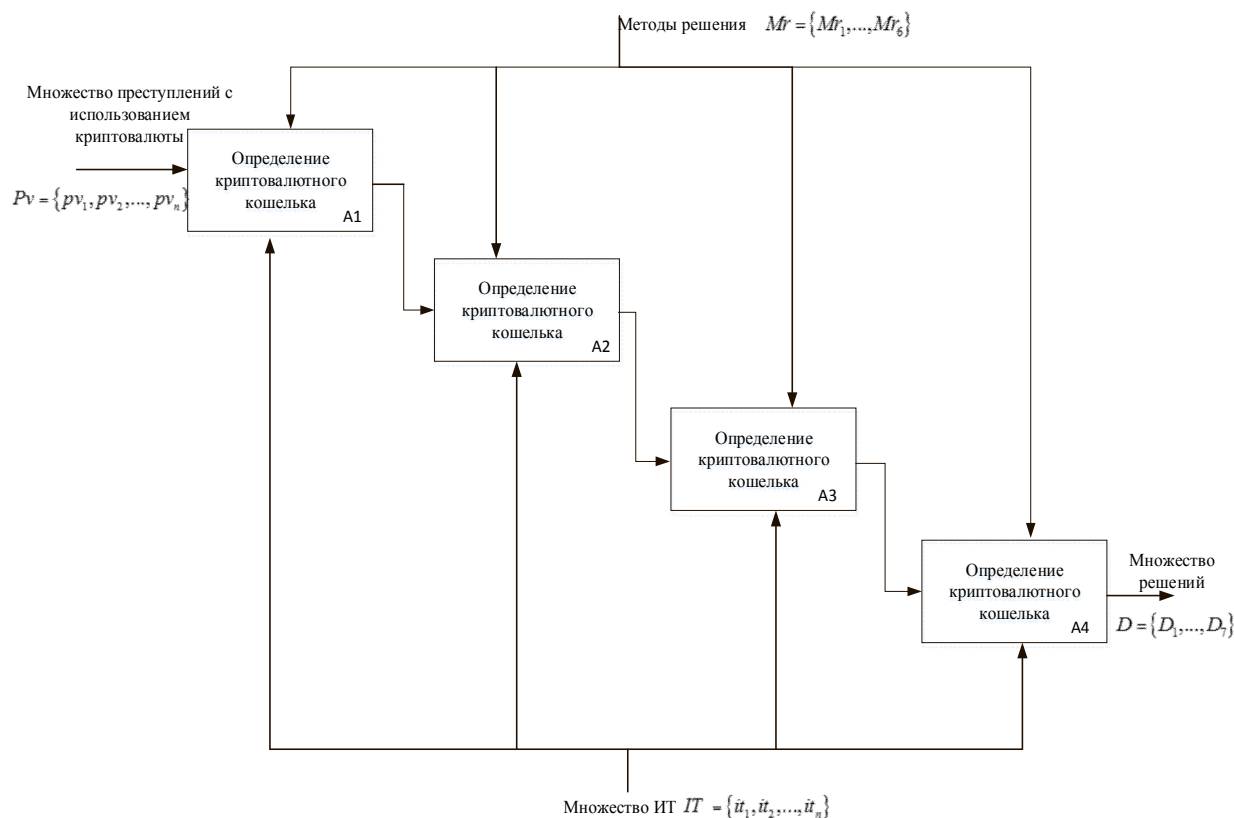 Методы решения Mr = {Mr₁,...,Mr₆}
Множество преступлений с
использованием
криптовалюты
Pv = {pv₁, pv₂,..., pvₙ}
Определение
криптовалютного
кошелька
A1
Определение
криптовалютного
кошелька
A2
Определение
криптовалютного
кошелька
A3
Определение
криптовалютного
кошелька
A4
Множество
решений
D = {D₁,...,D₇}
Множество ИТ IT = {it₁, it₂,..., itₙ}